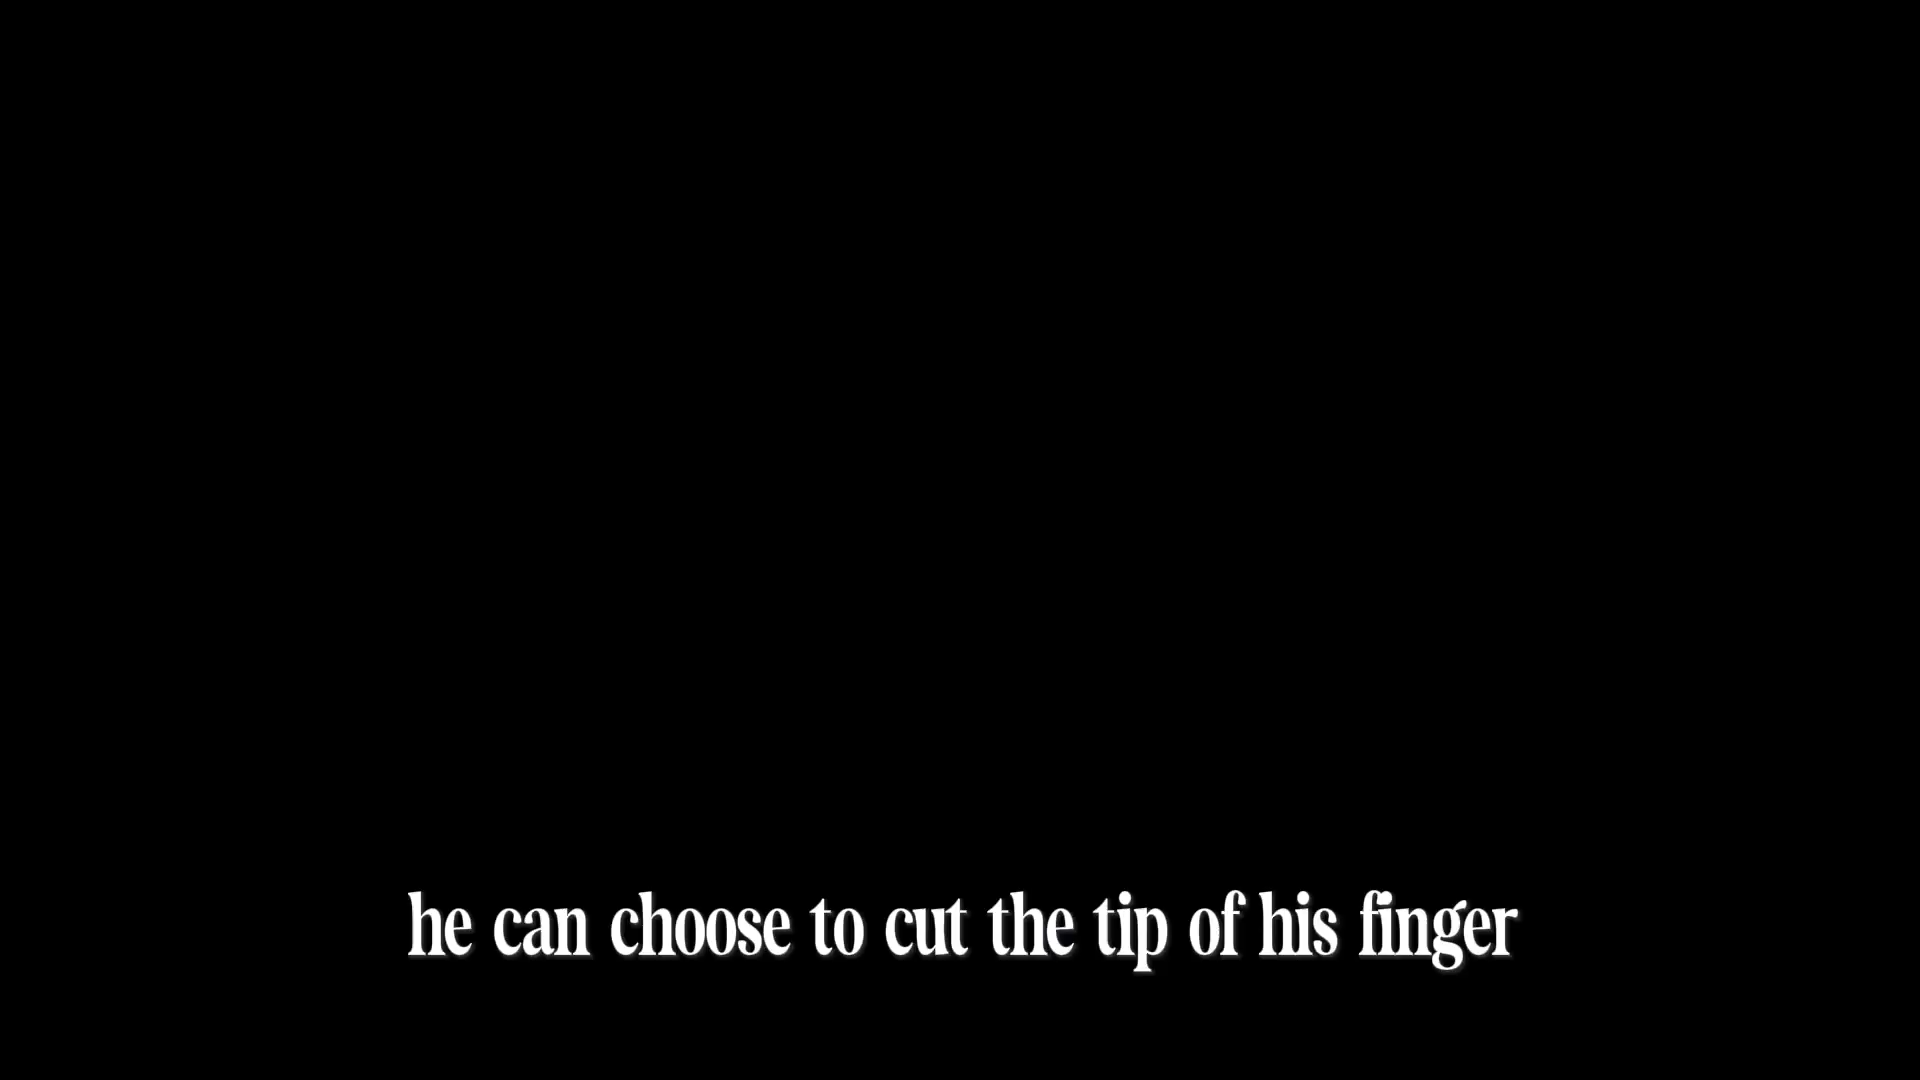 he can choose to cut the tip of his finger